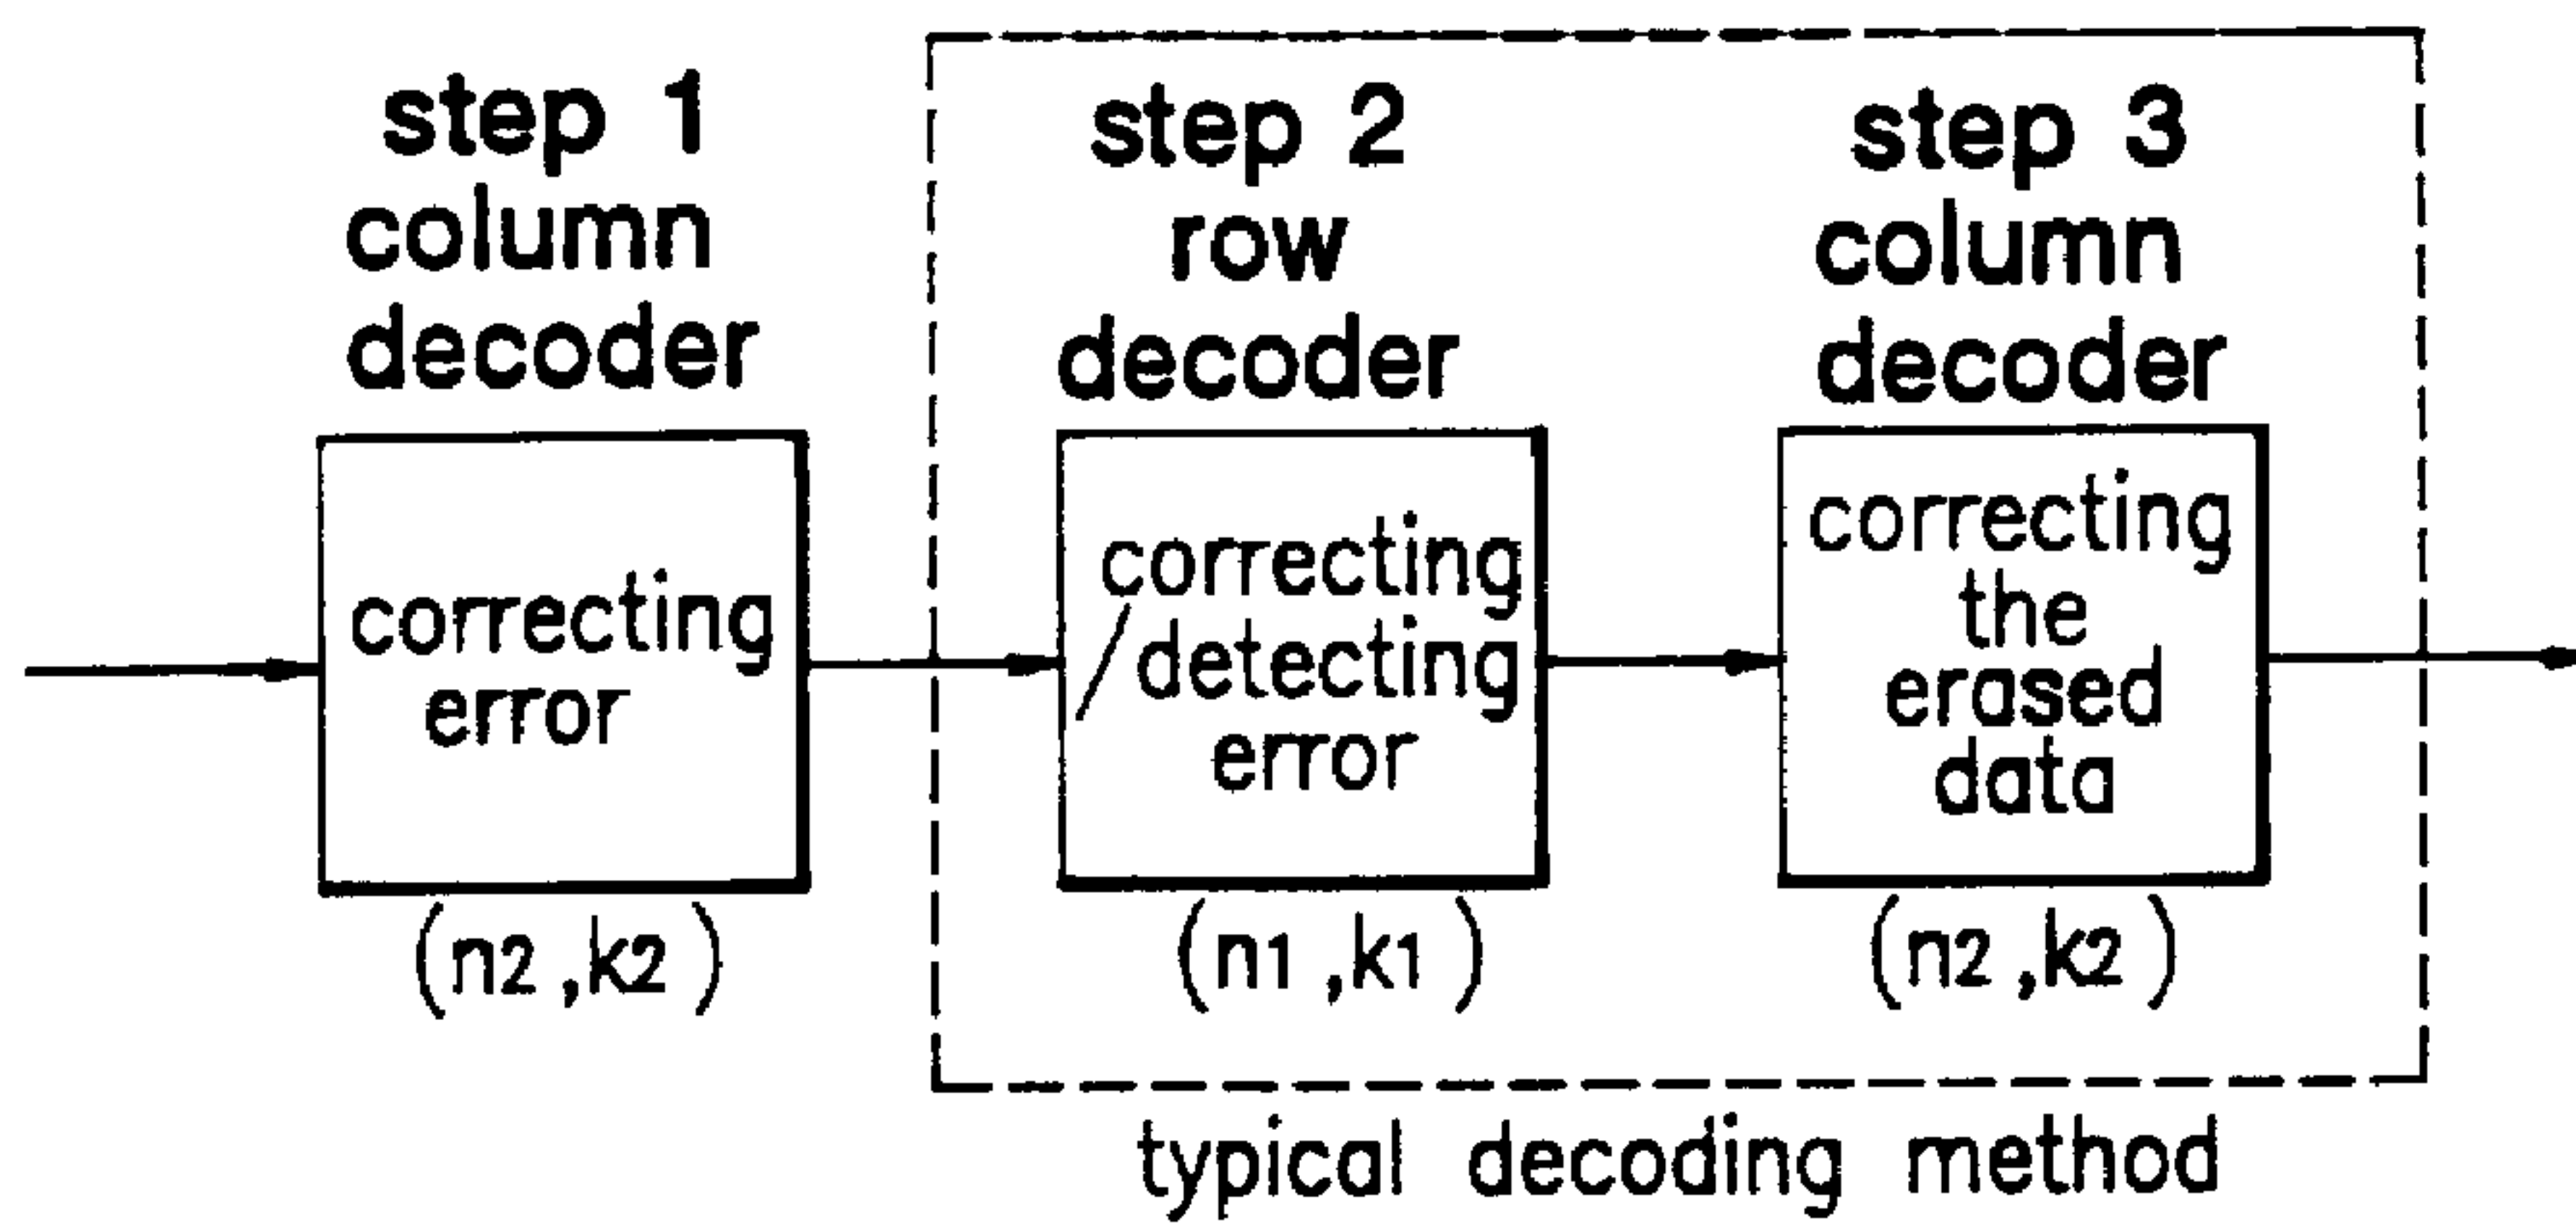 step 1
column
decoder
correcting
error
(n2,k2)
step 2
row
decoder
correcting
/detecting
error
(n1,k1)
step 3
column
decoder
correcting
the
erased
data
(n2,k2)
typical decoding method